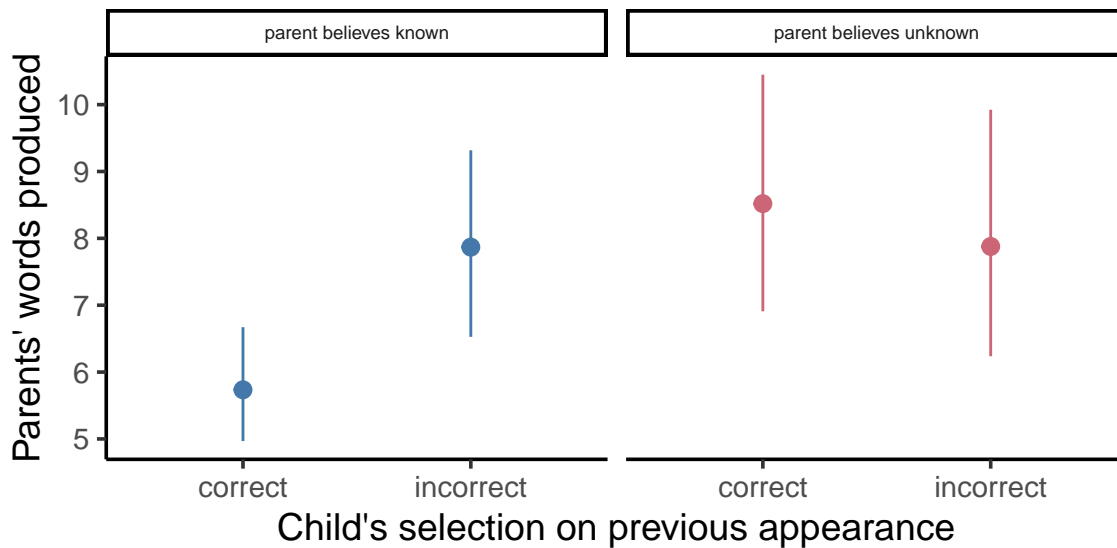 parent believes known
parent believes unknown
Parents' words produced
10
9
8
7
6
5
correct
incorrect
correct
incorrect
Child's selection on previous appearance